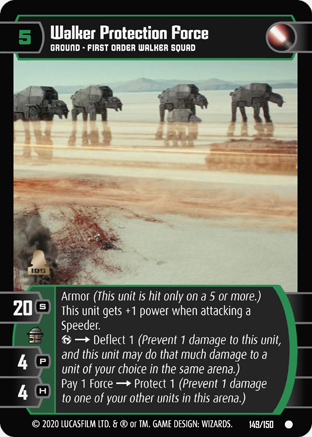 5
Walker Protection Force
GROUND - FIRST ORDER WALKER SQUAD
20 S
4 P
4 H
Armor (This unit is hit only on a 5 or more.)
This unit gets +1 power when attacking a
Speeder.
→ Deflect 1 (Prevent 1 damage to this unit,
and this unit may do that much damage to a
unit of your choice in the same arena.)
Pay 1 Force → Protect 1 (Prevent 1 damage
to one of your other units in this arena.)
© 2020 LUCASFILM LTD. & ® or TM. GAME DESIGN: WIZARDS. 149/150